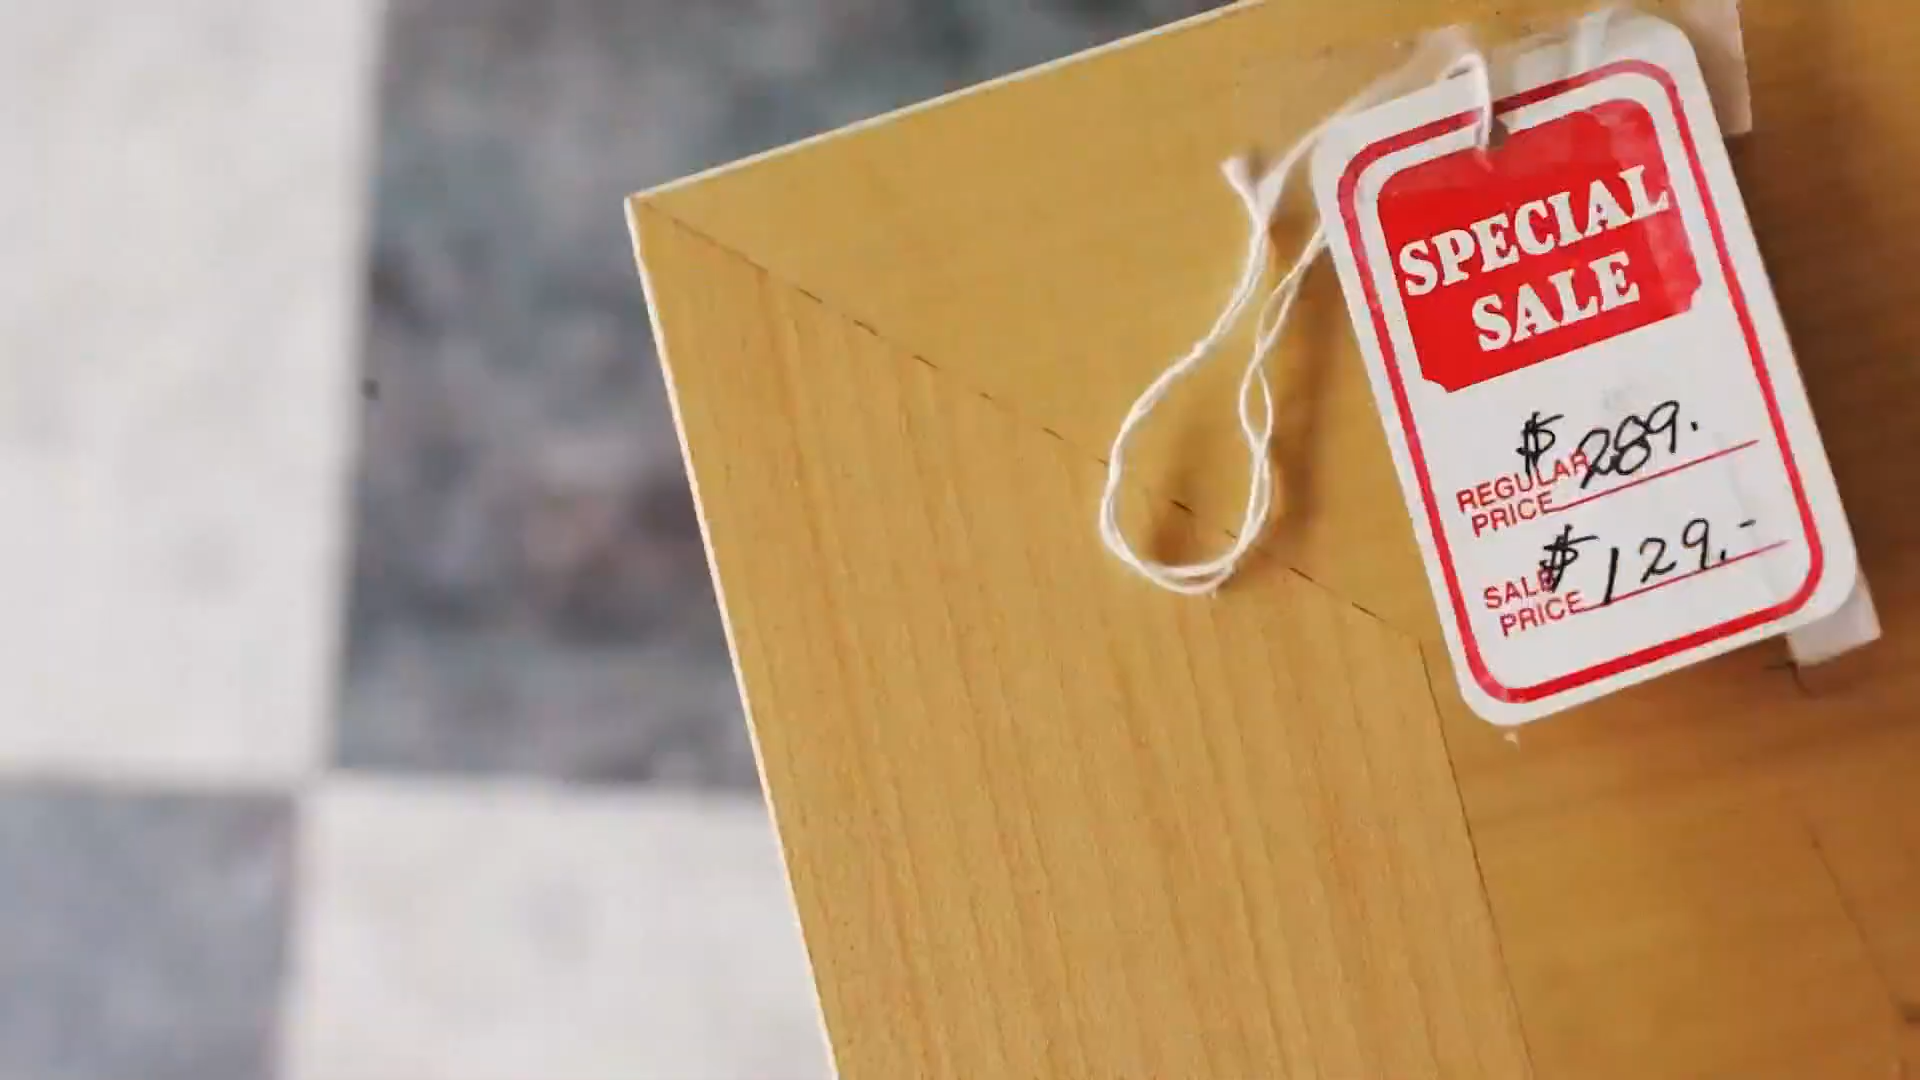 SPECIAL
SALE
$ 289.
REGULAR
PRICE
$ 129.-
SALE
PRICE